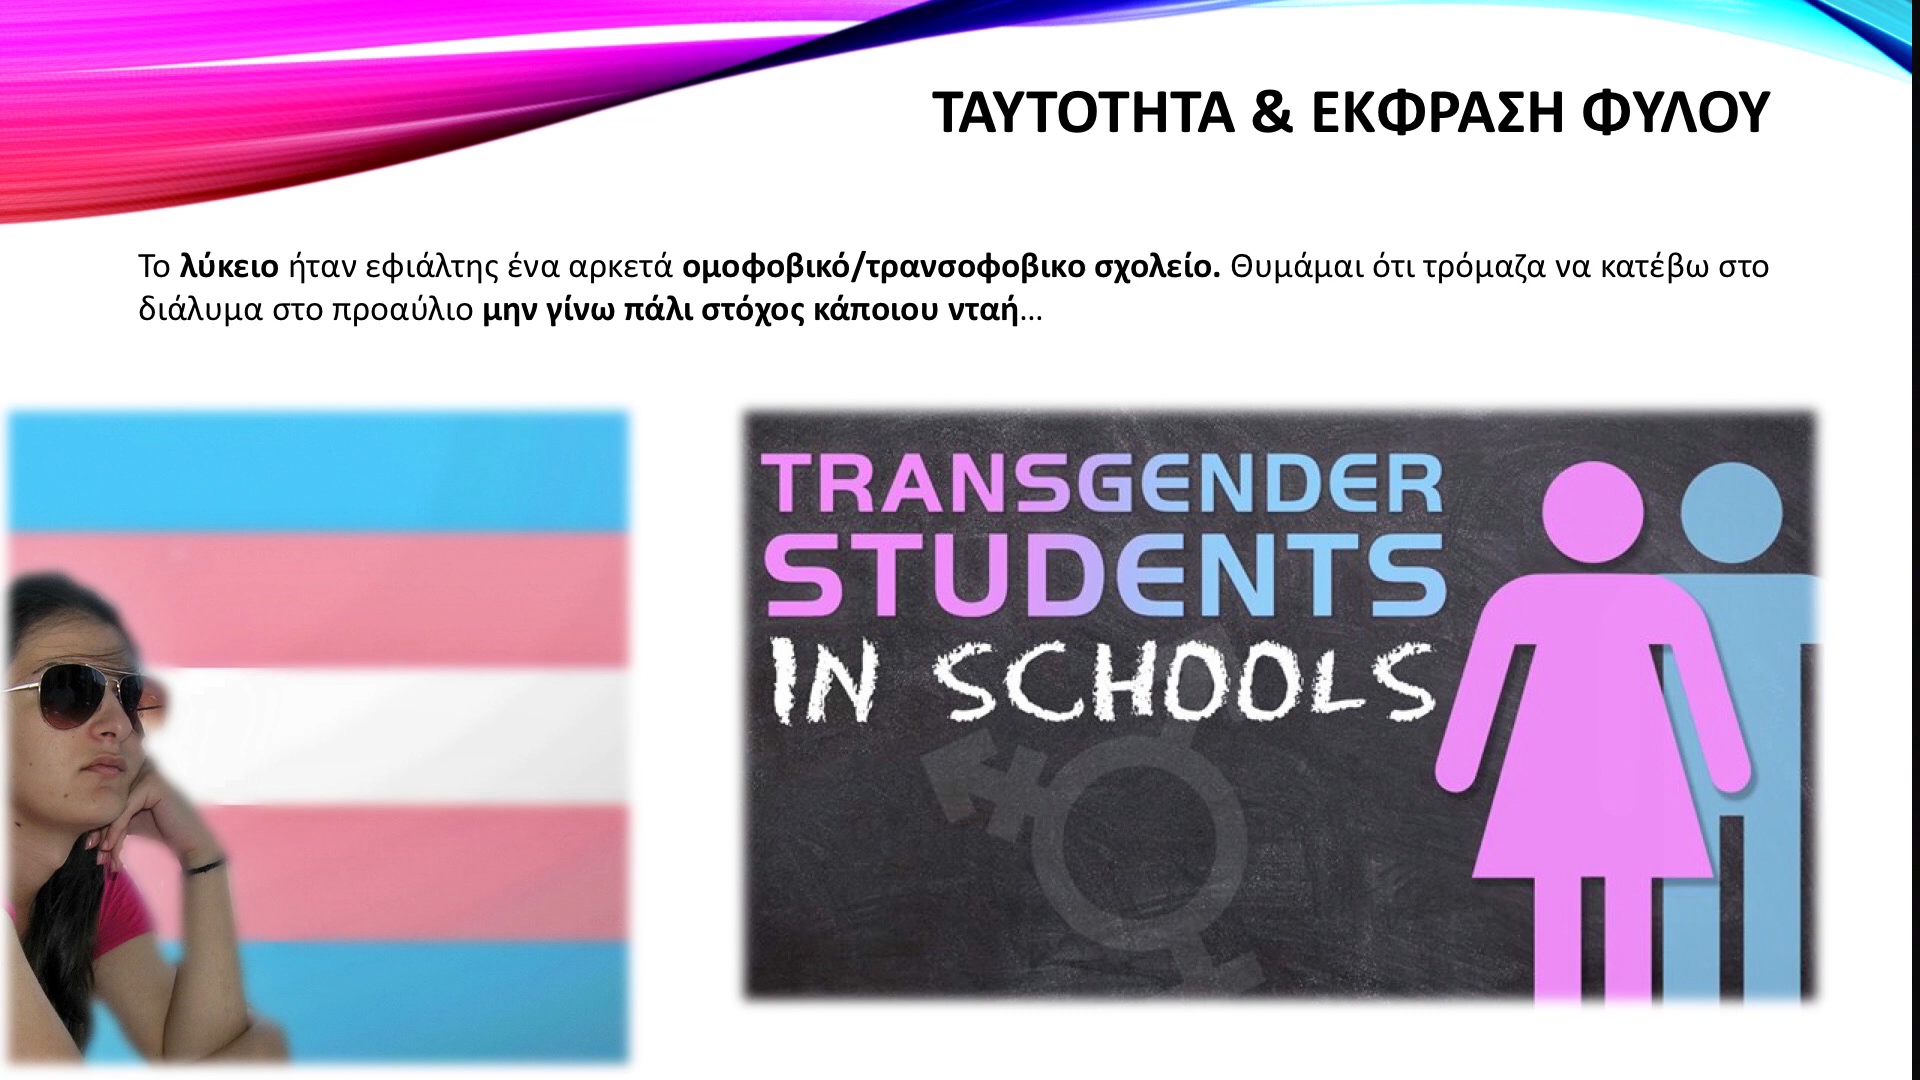 ΤΑΥΤΟΤΗΤΑ & ΕΚΦΡΑΣΗ ΦΥΛΟΥ
Το λύκειο ήταν εφιάλτης ένα αρκετά ομοφοβικό/τρανσοφοβικο σχολείο. Θυμάμαι ότι τρόμαζα να κατέβω στο
διάλυμα στο προαύλιο μην γίνω πάλι στόχος κάποιου νταή...
TRANSGENDER
STUDENTS
IN SCHOOLS